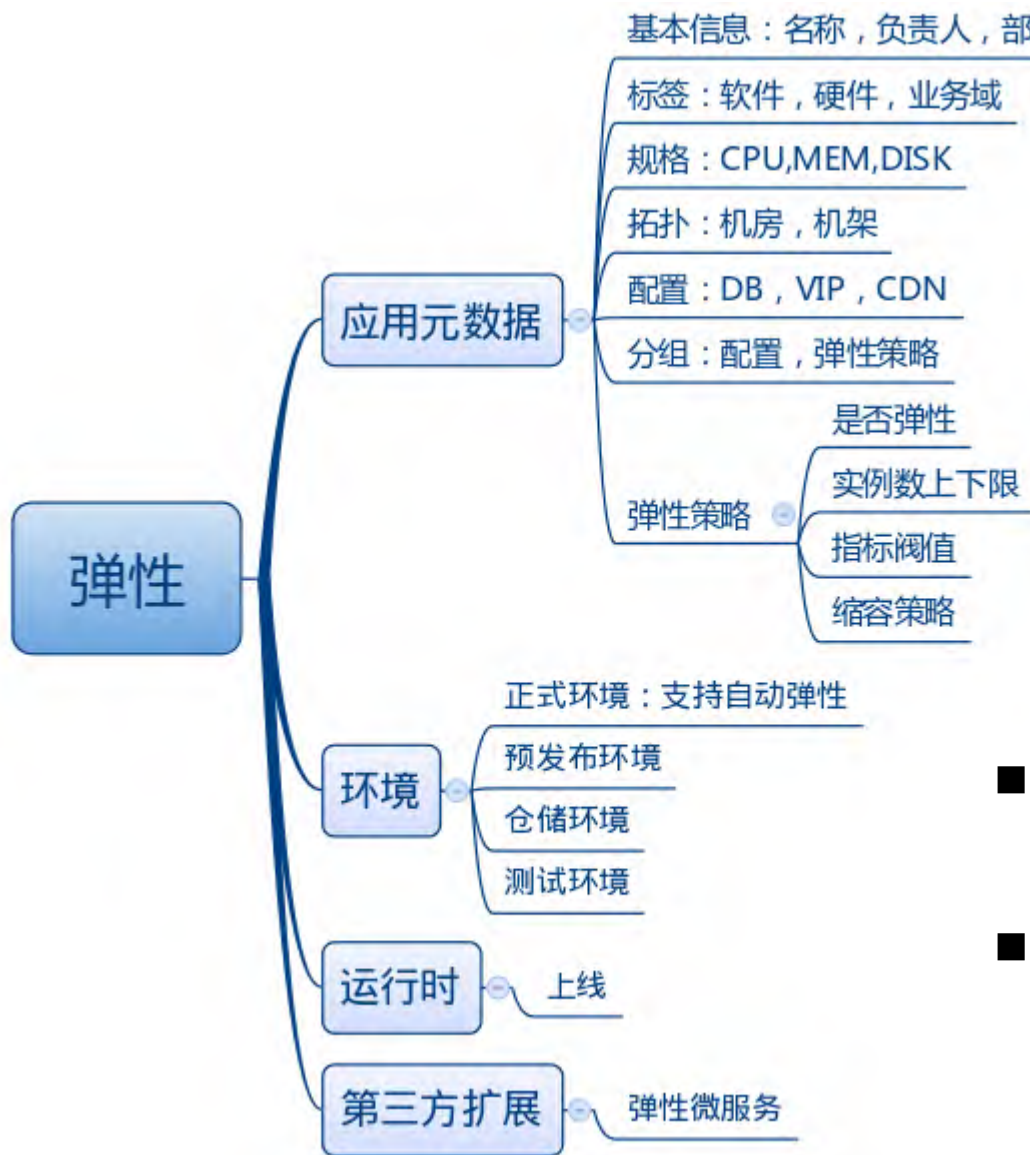 弹性
应用元数据
基本信息：名称，负责人，部
标签：软件，硬件，业务域
规格：CPU,MEM,DISK
拓扑：机房，机架
配置：DB，VIP，CDN
分组：配置，弹性策略
弹性策略
是否弹性
实例数上下限
指标阀值
缩容策略
环境
正式环境：支持自动弹性
预发布环境
仓储环境
测试环境
运行时
上线
第三方扩展
弹性微服务